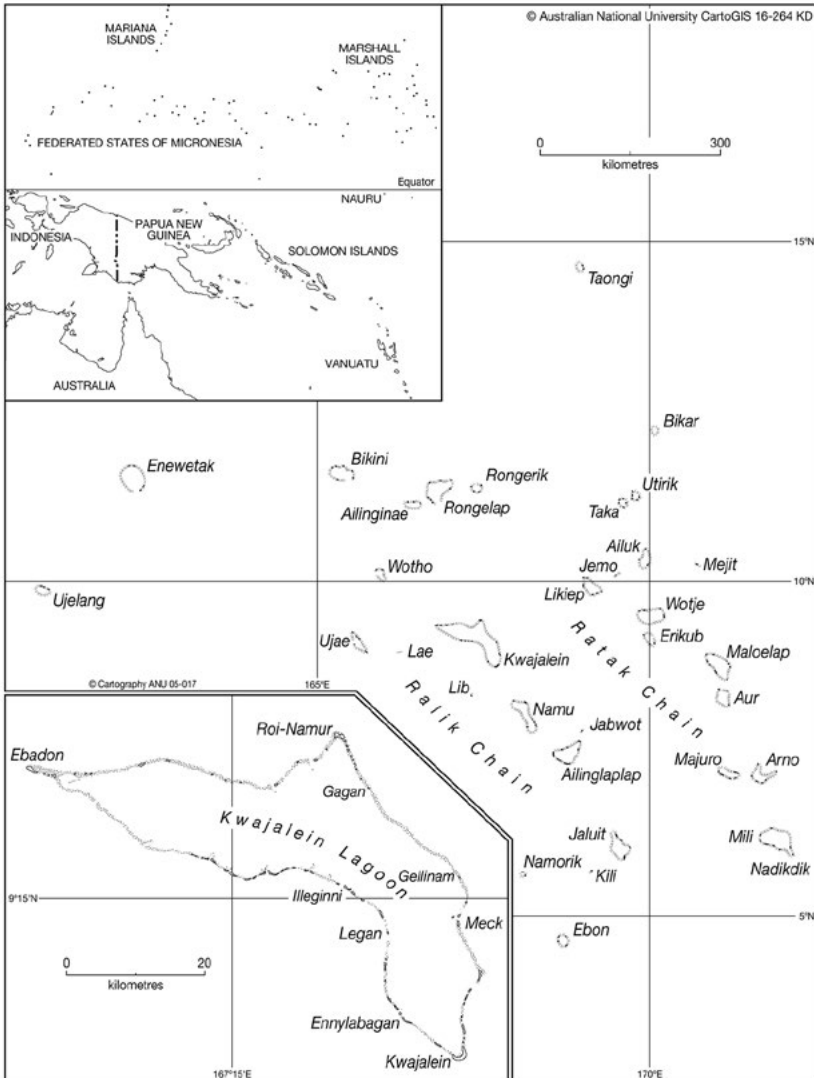 © Australian National University CartoGIS 16-264 KD
MARIANA
ISLANDS
MARSHALL
ISLANDS
FEDERATED STATES OF MICRONESIA
0 300
kilometres
Equator
NAURU
INDONESIA
PAPUA NEW
GUINEA
SOLOMON ISLANDS
15°N
Taongi
VANUATU
AUSTRALIA
Bikar
Enewetak
Bikini
Rongerik
Utirik
Ailinginae
Rongelap
Taka
Ailuk
Wotho
Jemo
Mejit
10°N
Ujelang
Likiep
Wotje
Ujae
Lae
Kwajalein
Erikub
Ratak Chain
Maloelap
© Cartography ANU 05-017
165°E
Lib
Ralik Chain
Namu
Aur
Jabwot
Roi-Namur
Ebadon
Ailinglaplap
Majuro
Arno
Gagan
Kwajalein Lagoon
Jaluit
Mili
Namorik
Kili
Nadikdik
Geilinam
9°15'N
Illeginni
Meck
5°N
Legan
Ebon
0 20
kilometres
Ennylabagan
Kwajalein
167°15'E
170°E